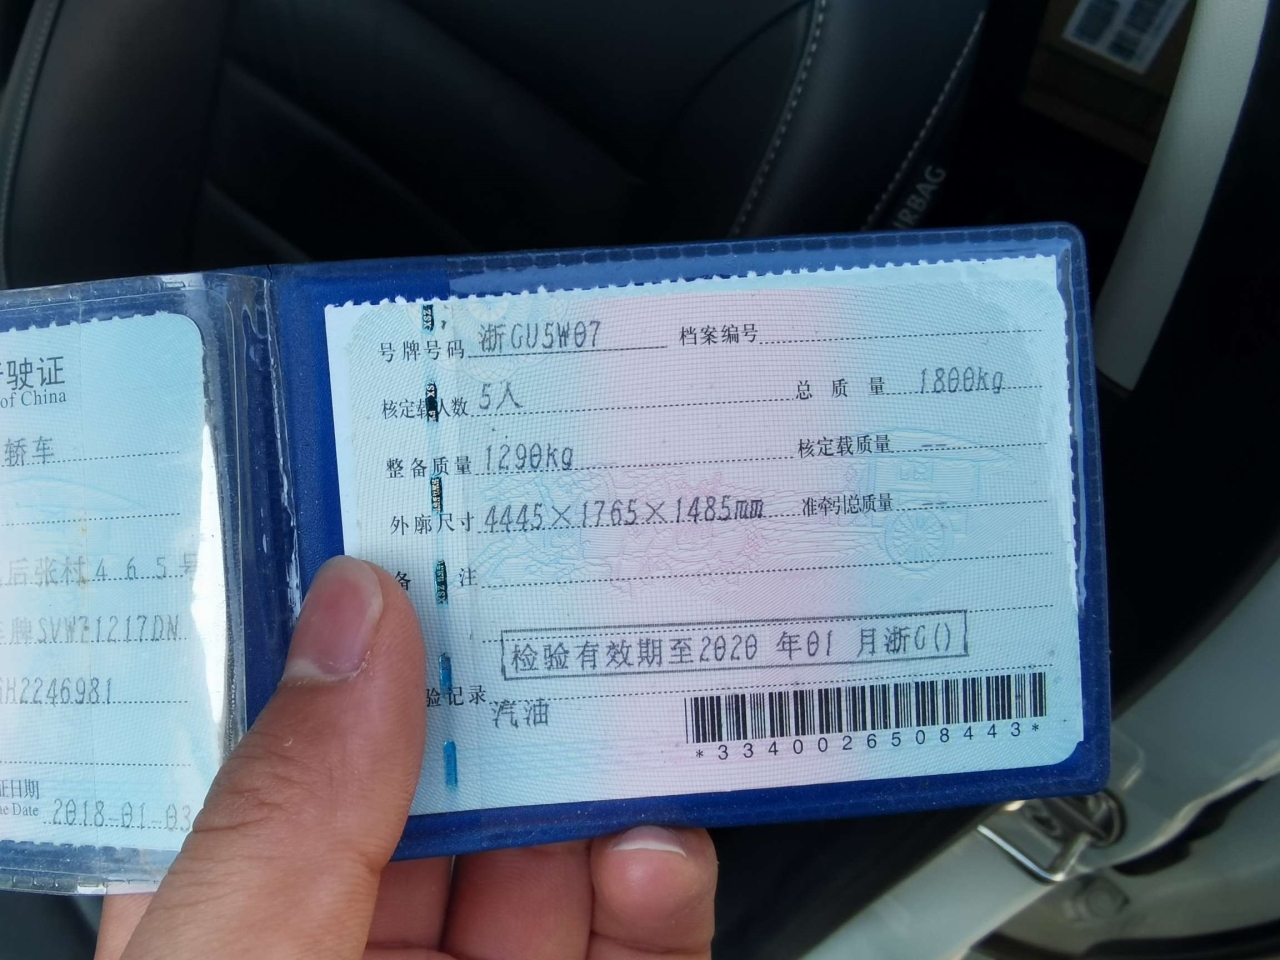 驶证
of China
轿车
后张村465号
牌SVW71217DN
H2246981
证日期
ue Date 2018-01-03
号牌号码 浙GU5W07 档案编号
核定载人数 5人 总质量 1800kg
整备质量 1290kg 核定载质量 --
外廓尺寸 4445×1765×1485mm 准牵引总质量 --
备注
检验有效期至2020 年01 月浙G()
验记录 汽油
*3340026508443*
RBAG